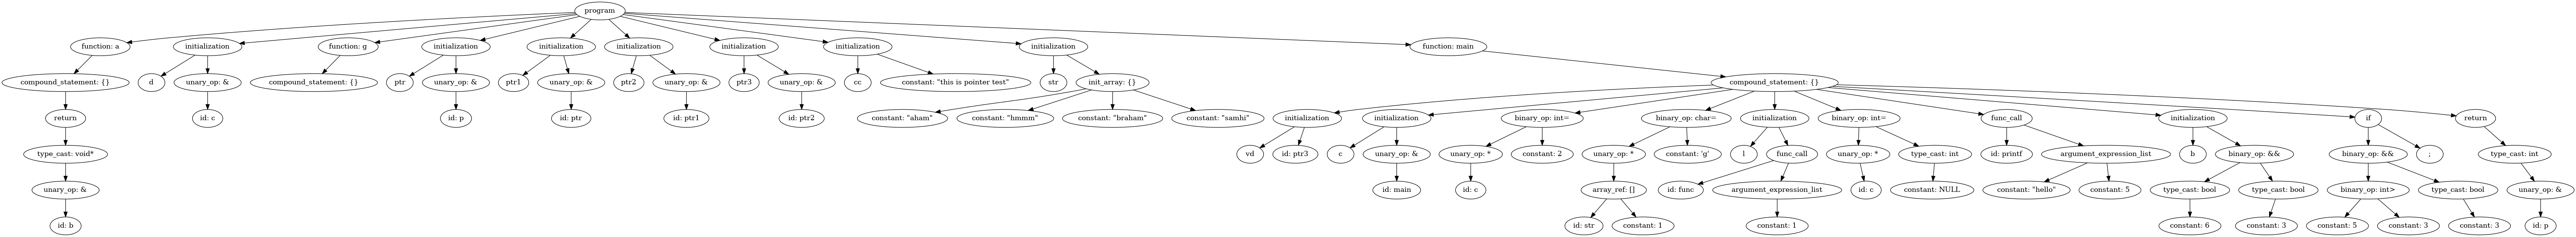 program
function: a
initialization
function: g
initialization
initialization
initialization
initialization
initialization
initialization
function: main
compound_statement: {}
d
unary_op: &
compound_statement: {}
ptr
unary_op: &
ptr1
unary_op: &
ptr2
unary_op: &
ptr3
unary_op: &
cc
constant: "this is pointer test"
str
init_array: {}
compound_statement: {}
return
id: c
id: p
id: ptr
id: ptr1
id: ptr2
constant: "aham"
constant: "hmmm"
constant: "braham"
constant: "samhi"
initialization
initialization
binary_op: int=
binary_op: char=
initialization
binary_op: int=
func_call
initialization
if
return
type_cast: void*
vd
id: ptr3
c
unary_op: &
unary_op: *
constant: 2
unary_op: *
constant: 'g'
l
func_call
unary_op: *
type_cast: int
id: printf
argument_expression_list
b
binary_op: &&
binary_op: &&
;
type_cast: int
unary_op: &
id: main
id: c
array_ref: []
id: func
argument_expression_list
id: c
constant: NULL
constant: "hello"
constant: 5
type_cast: bool
type_cast: bool
binary_op: int>
type_cast: bool
unary_op: &
id: b
id: str
constant: 1
constant: 1
constant: 6
constant: 3
constant: 5
constant: 3
constant: 3
id: p